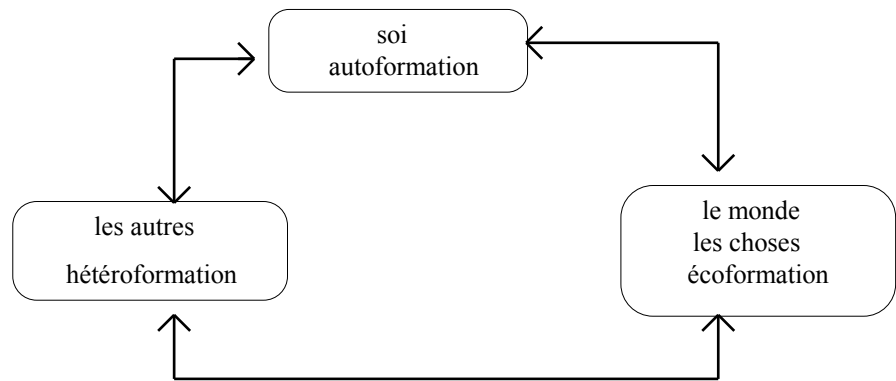 soi
autoformation
les autres
hétéroformation
le monde
les choses
écoformation